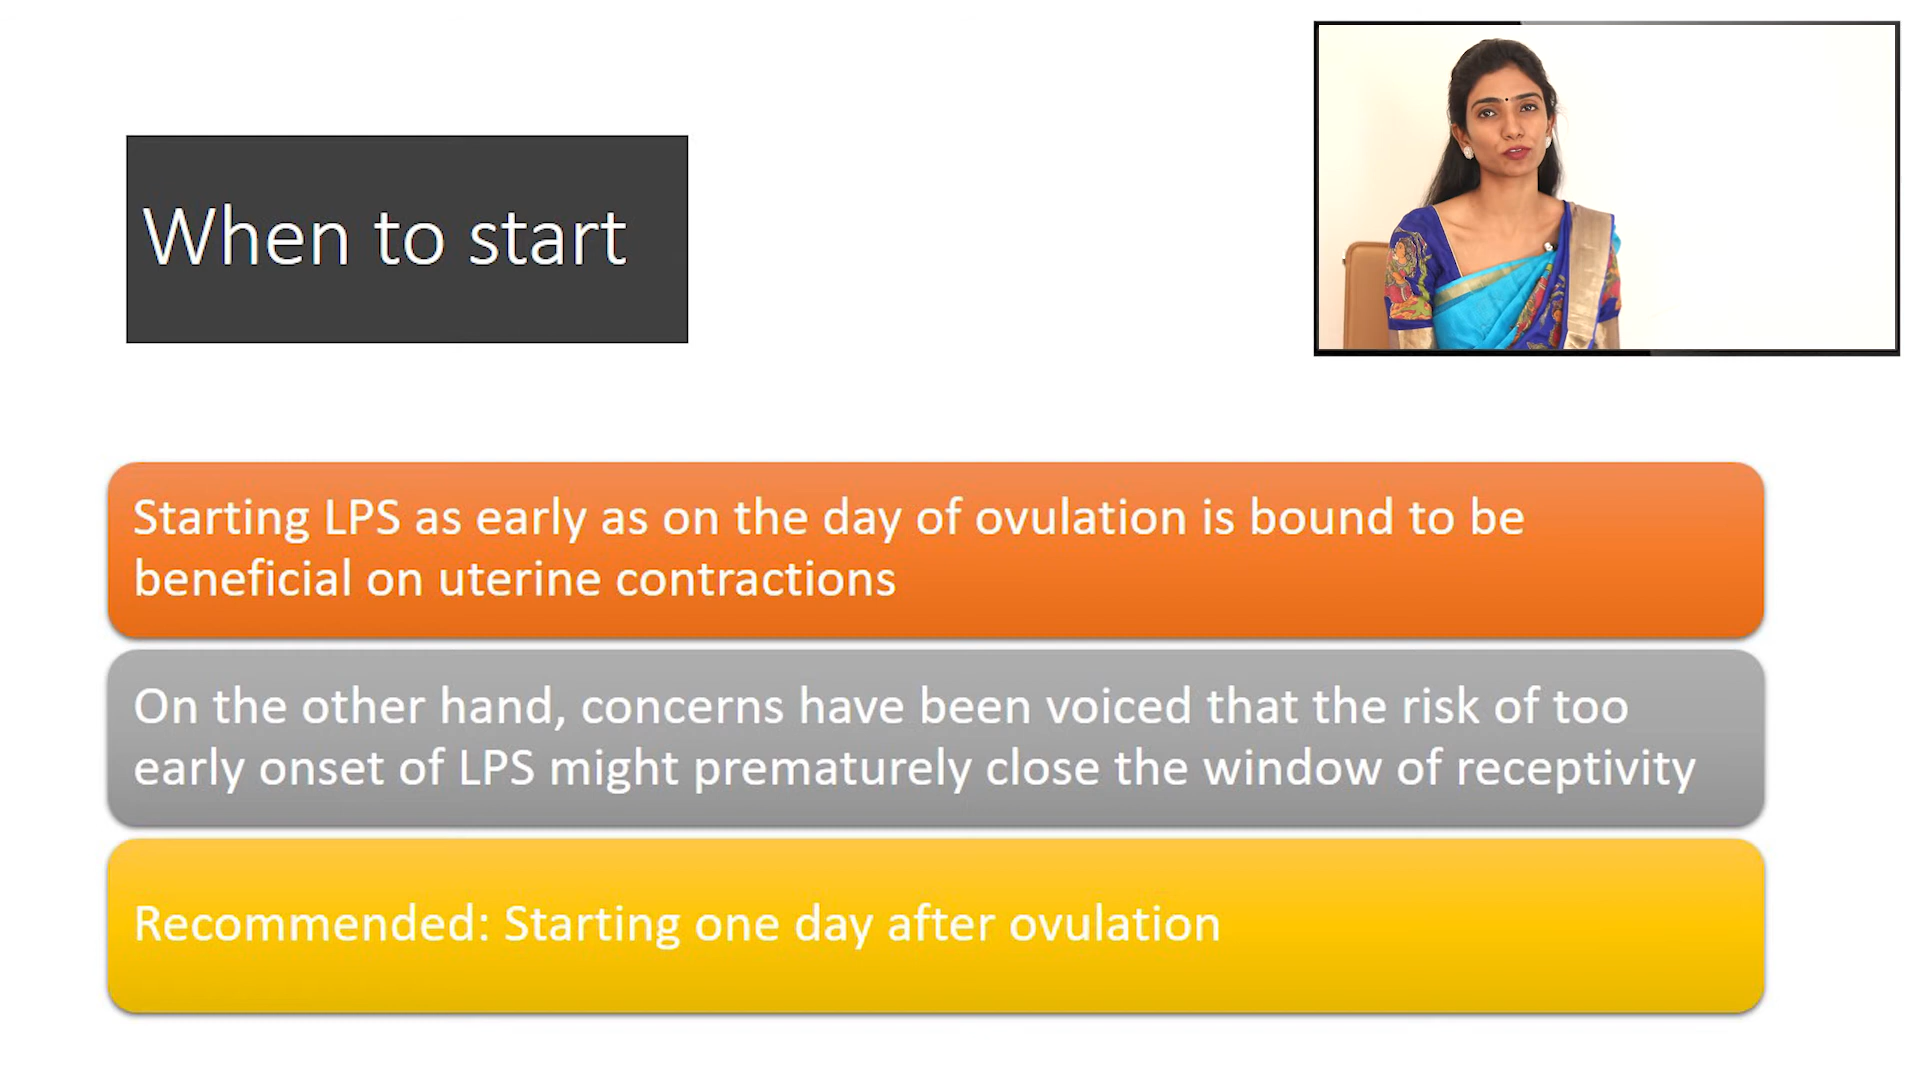 When to start
Starting LPS as early as on the day of ovulation is bound to be
beneficial on uterine contractions
On the other hand, concerns have been voiced that the risk of too
early onset of LPS might prematurely close the window of receptivity
Recommended: Starting one day after ovulation